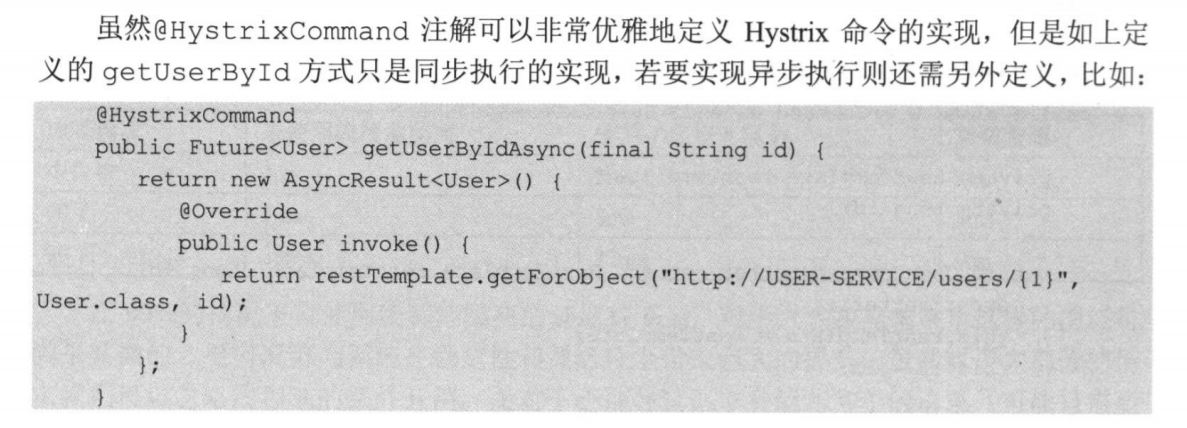 虽然@HystrixCommand 注解可以非常优雅地定义 Hystrix 命令的实现，但是如上定
义的 getUserById 方式只是同步执行的实现，若要实现异步执行则还需另外定义，比如：
@HystrixCommand
public Future<User> getUserByIdAsync(final String id) {
return new AsyncResult<User>() {
@Override
public User invoke() {
return restTemplate.getForObject("http://USER-SERVICE/users/{1}",
User.class, id);
}
};
}